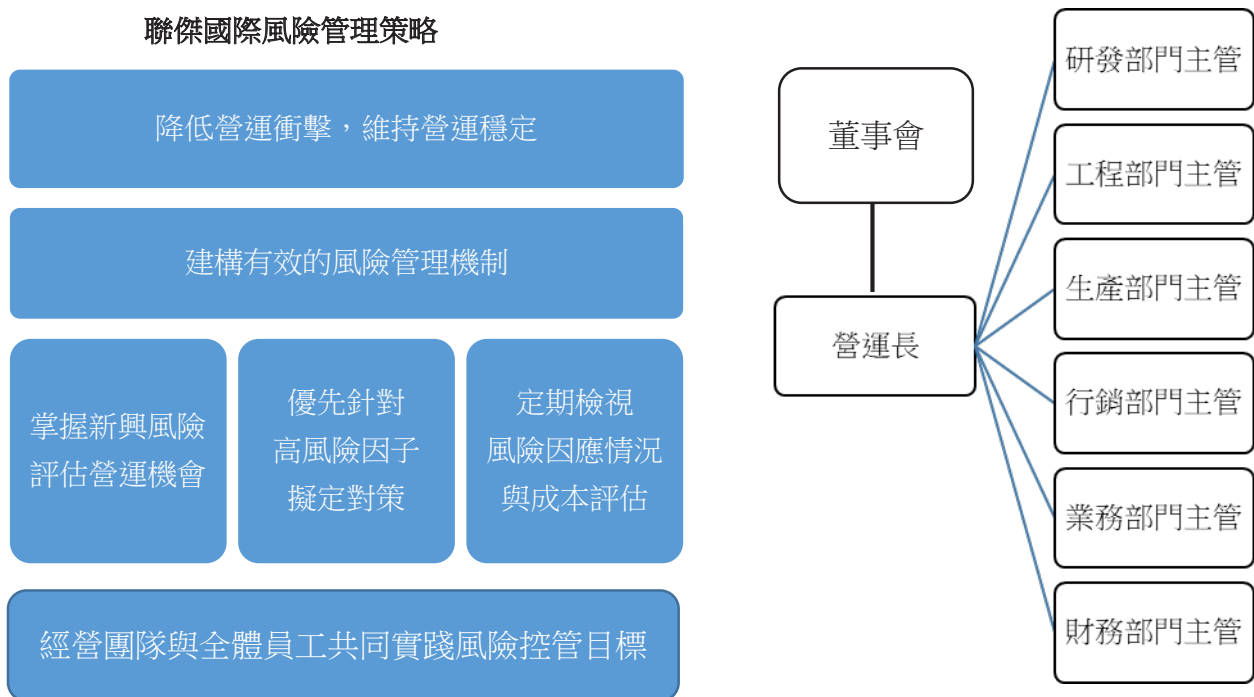 聯傑國際風險管理策略
降低營運衝擊，維持營運穩定
建構有效的風險管理機制
掌握新興風險
評估營運機會
優先針對
高風險因子
擬定對策
定期檢視
風險因應情況
與成本評估
經營團隊與全體員工共同實踐風險控管目標
董事會
營運長
研發部門主管
工程部門主管
生產部門主管
行銷部門主管
業務部門主管
財務部門主管